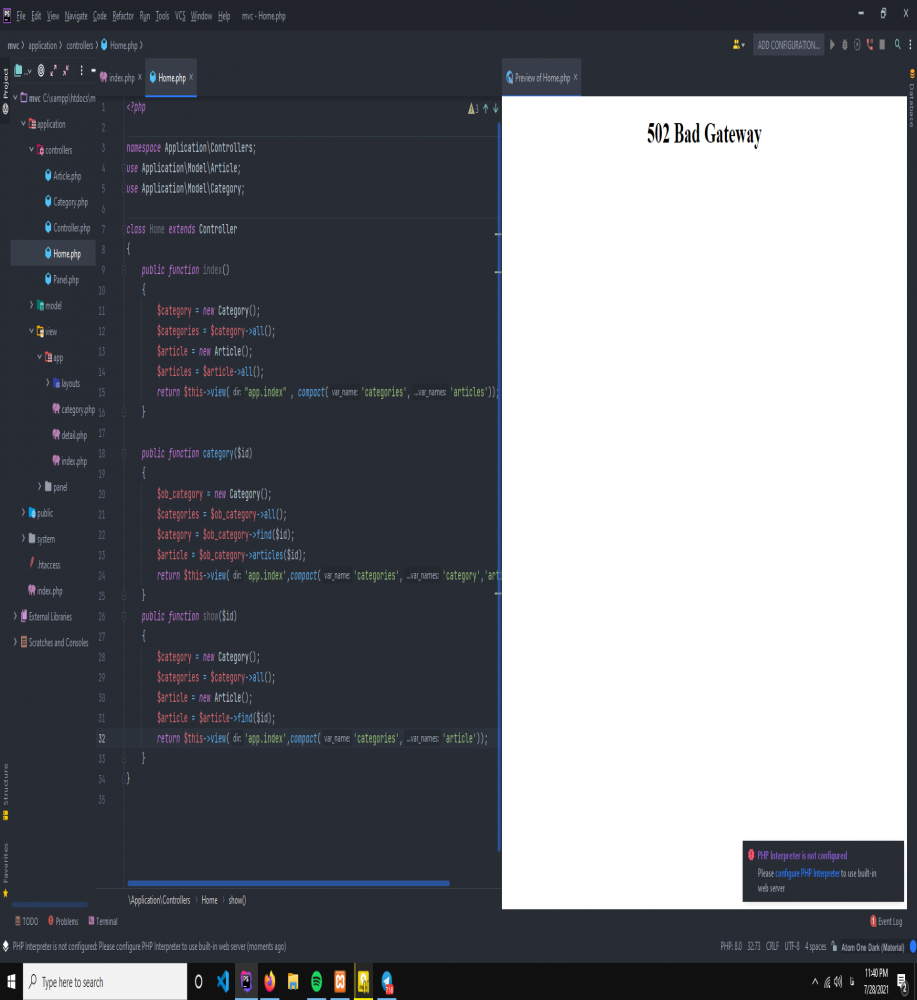 File Edit View Navigate Code Refactor Run Tools VCS Window Help mvc - Home.php
mvc application controllers Home.php ADD CONFIGURATION...
index.php Home.php Preview of Home.php
Project
mvc C:\xampp\htdocs\m
application
controllers
Article.php
Category.php
Controller.php
Home.php
Panel.php
model
view
app
layouts
category.php
detail.php
index.php
panel
public
system
.htaccess
index.php
External Libraries
Scratches and Consoles
Structure
Favorites
1 <?php
2
3 namespace Application\Controllers;
4 use Application\Model\Article;
5 use Application\Model\Category;
6
7 class Home extends Controller
8 {
9 public function index()
10 {
11 $category = new Category();
12 $categories = $category->all();
13 $article = new Article();
14 $articles = $article->all();
15 return $this->view( dir: "app.index" , compact( var_name: 'categories', ...var_names: 'articles'));
16 }
17
18 public function category($id)
19 {
20 $ob_category = new Category();
21 $categories = $ob_category->all();
22 $category = $ob_category->find($id);
23 $article = $ob_category->articles($id);
24 return $this->view( dir: 'app.index',compact( var_name: 'categories', ...var_names: 'category','art
25 }
26 public function show($id)
27 {
28 $category = new Category();
29 $categories = $category->all();
30 $article = new Article();
31 $article = $article->find($id);
32 return $this->view( dir: 'app.index',compact( var_name: 'categories', ...var_names: 'article'));
33 }
34 }
35
3
\Application\Controllers Home show()
502 Bad Gateway
Database
PHP Interpreter is not configured
Please configure PHP Interpreter to use built-in
web server
TODO Problems Terminal 1 Event Log
PHP Interpreter is not configured: Please configure PHP Interpreter to use built-in web server (moments ago) PHP: 8.0 32:73 CRLF UTF-8 4 spaces Atom One Dark (Material)
Type here to search
11:40 PM
7/28/2021
2